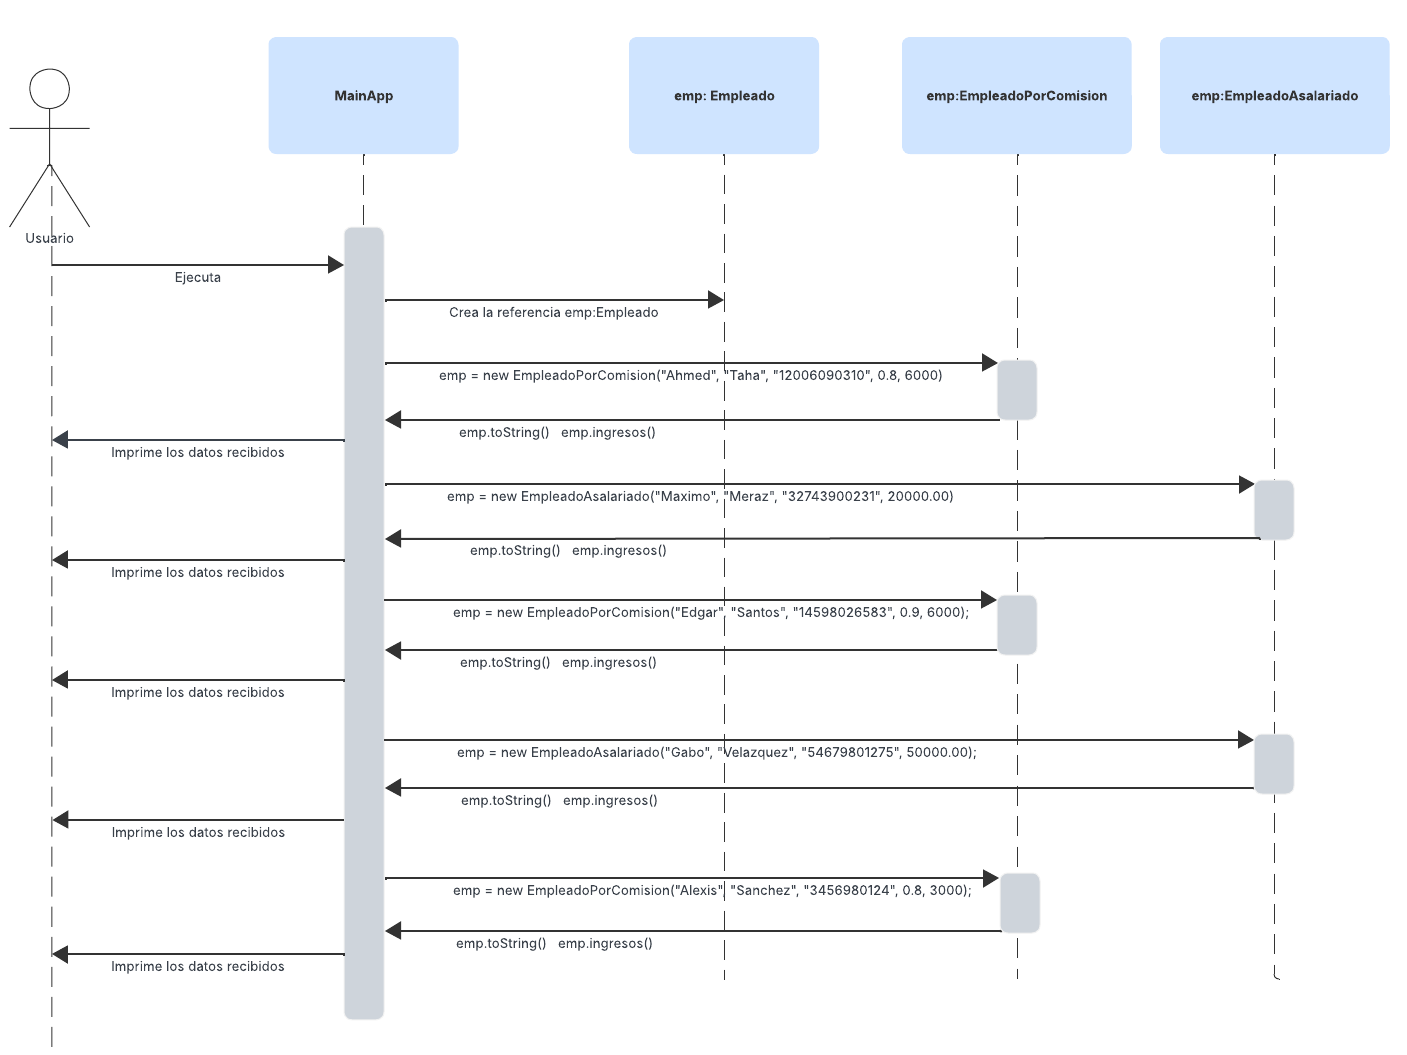 MainApp
emp: Empleado
emp:EmpleadoPorComision
emp:EmpleadoAsalariado
Usuario
Ejecuta
Crea la referencia emp:Empleado
emp = new EmpleadoPorComision("Ahmed", "Taha", "12006090310", 0.8, 6000)
emp.toString()   emp.ingresos()
Imprime los datos recibidos
emp = new EmpleadoAsalariado("Maximo", "Meraz", "32743900231", 20000.00)
emp.toString()   emp.ingresos()
Imprime los datos recibidos
emp = new EmpleadoPorComision("Edgar", "Santos", "14598026583", 0.9, 6000);
emp.toString()   emp.ingresos()
Imprime los datos recibidos
emp = new EmpleadoAsalariado("Gabo", "Velazquez", "54679801275", 50000.00);
emp.toString()   emp.ingresos()
Imprime los datos recibidos
emp = new EmpleadoPorComision("Alexis", "Sanchez", "3456980124", 0.8, 3000);
emp.toString()   emp.ingresos()
Imprime los datos recibidos